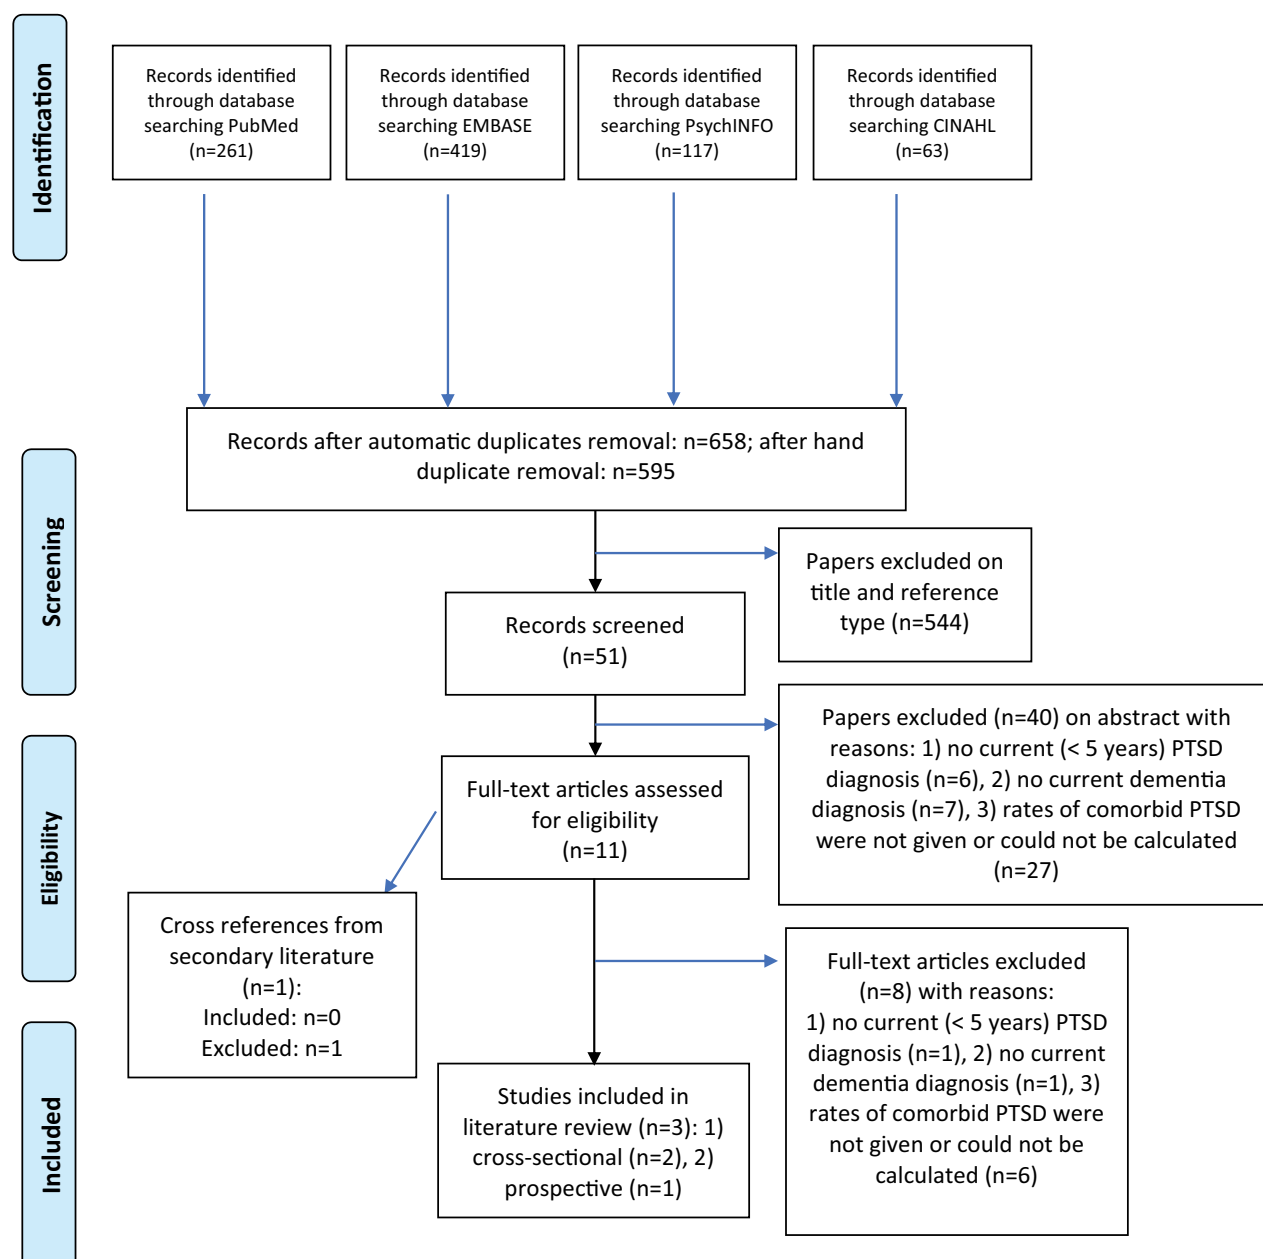 Identification
Records identified
through database
searching PubMed
(n=261)
Records identified
through database
searching EMBASE
(n=419)
Records identified
through database
searching PsychINFO
(n=117)
Records identified
through database
searching CINAHL
(n=63)
Records after automatic duplicates removal: n=658; after hand
duplicate removal: n=595
Screening
Papers excluded on
title and reference
type (n=544)
Records screened
(n=51)
Papers excluded (n=40) on abstract with
reasons: 1) no current (< 5 years) PTSD
diagnosis (n=6), 2) no current dementia
diagnosis (n=7), 3) rates of comorbid PTSD
were not given or could not be calculated
(n=27)
Eligibility
Full-text articles assessed
for eligibility
(n=11)
Cross references from
secondary literature
(n=1):
Included: n=0
Excluded: n=1
Full-text articles excluded
(n=8) with reasons:
1) no current (< 5 years) PTSD
diagnosis (n=1), 2) no current
dementia diagnosis (n=1), 3)
rates of comorbid PTSD were
not given or could not be
calculated (n=6)
Included
Studies included in
literature review (n=3): 1)
cross-sectional (n=2), 2)
prospective (n=1)